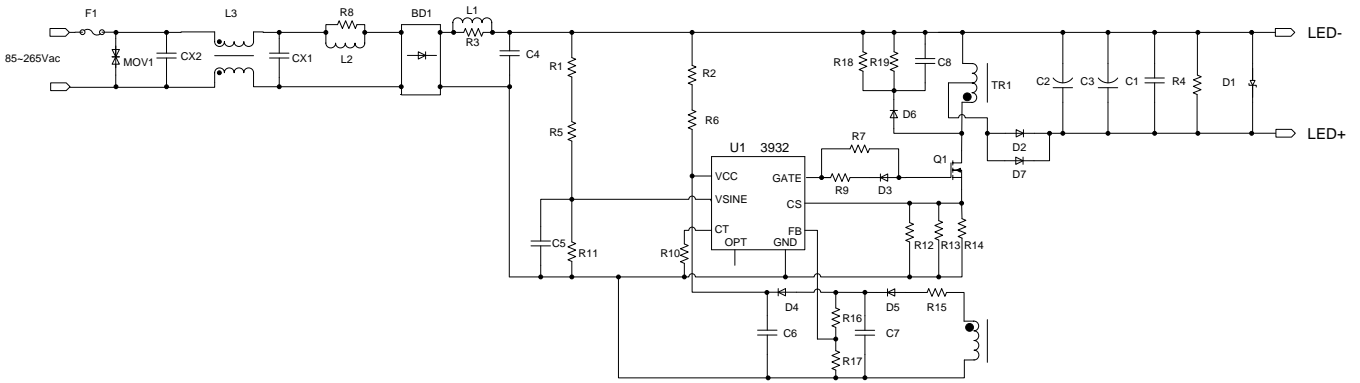 F1
L3
R8
BD1
L1
R3
LED-
85~265Vac
MOV1
CX2
CX1
L2
C4
R1
R2
R18
R19
C8
TR1
C2
C3
C1
R4
D1
R5
R6
D6
LED+
U1 3932
R7
Q1
D2
D7
VCC
GATE
R9
D3
VSINE
CS
CT
FB
OPT
GND
C5
R11
R10
R12
R13
R14
D4
D5
R15
C6
R16
C7
R17